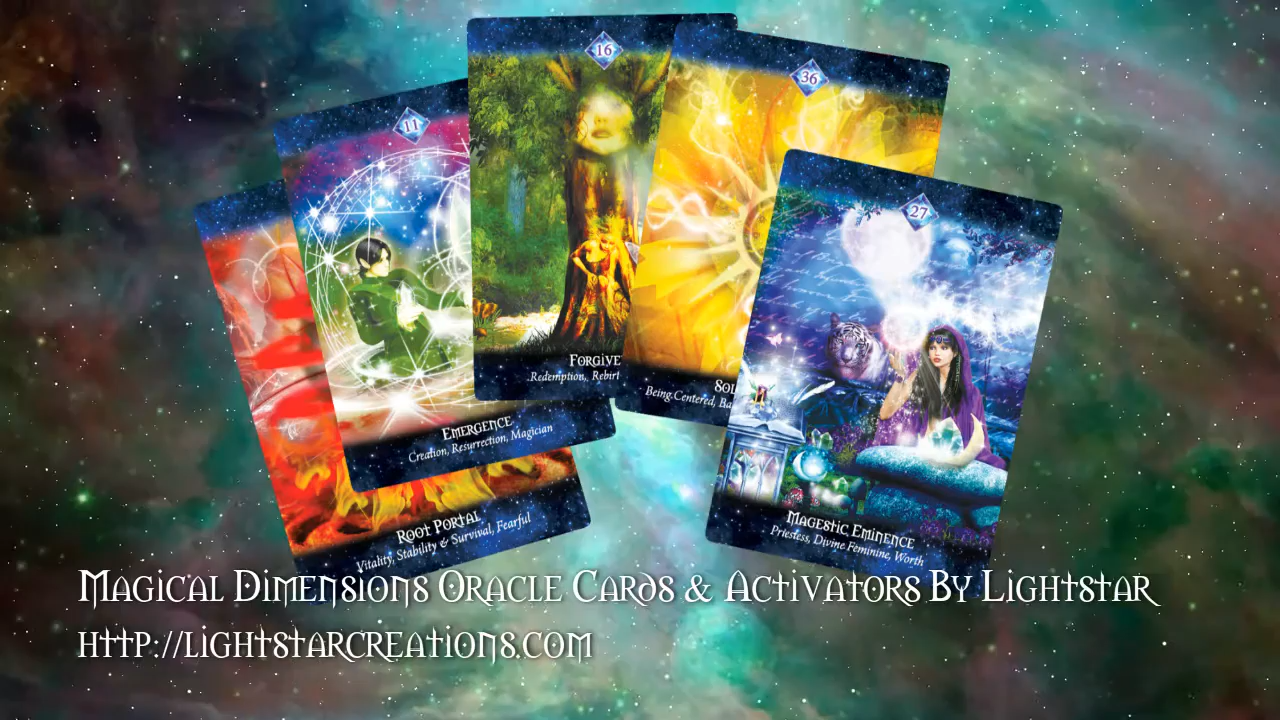 16
36
11
27
Forgive
Redemption, Rebirt
Sol
Being Centered, Ba
Emergence
Creation, Resurrection, Magician
Root Portal
Vitality, Stability & Survival, Fearful
Magestic Eminence
Priestess, Divine Feminine, Worth
Magical Dimensions Oracle Cards & Activators By Lightstar
http://lightstarcreations.com